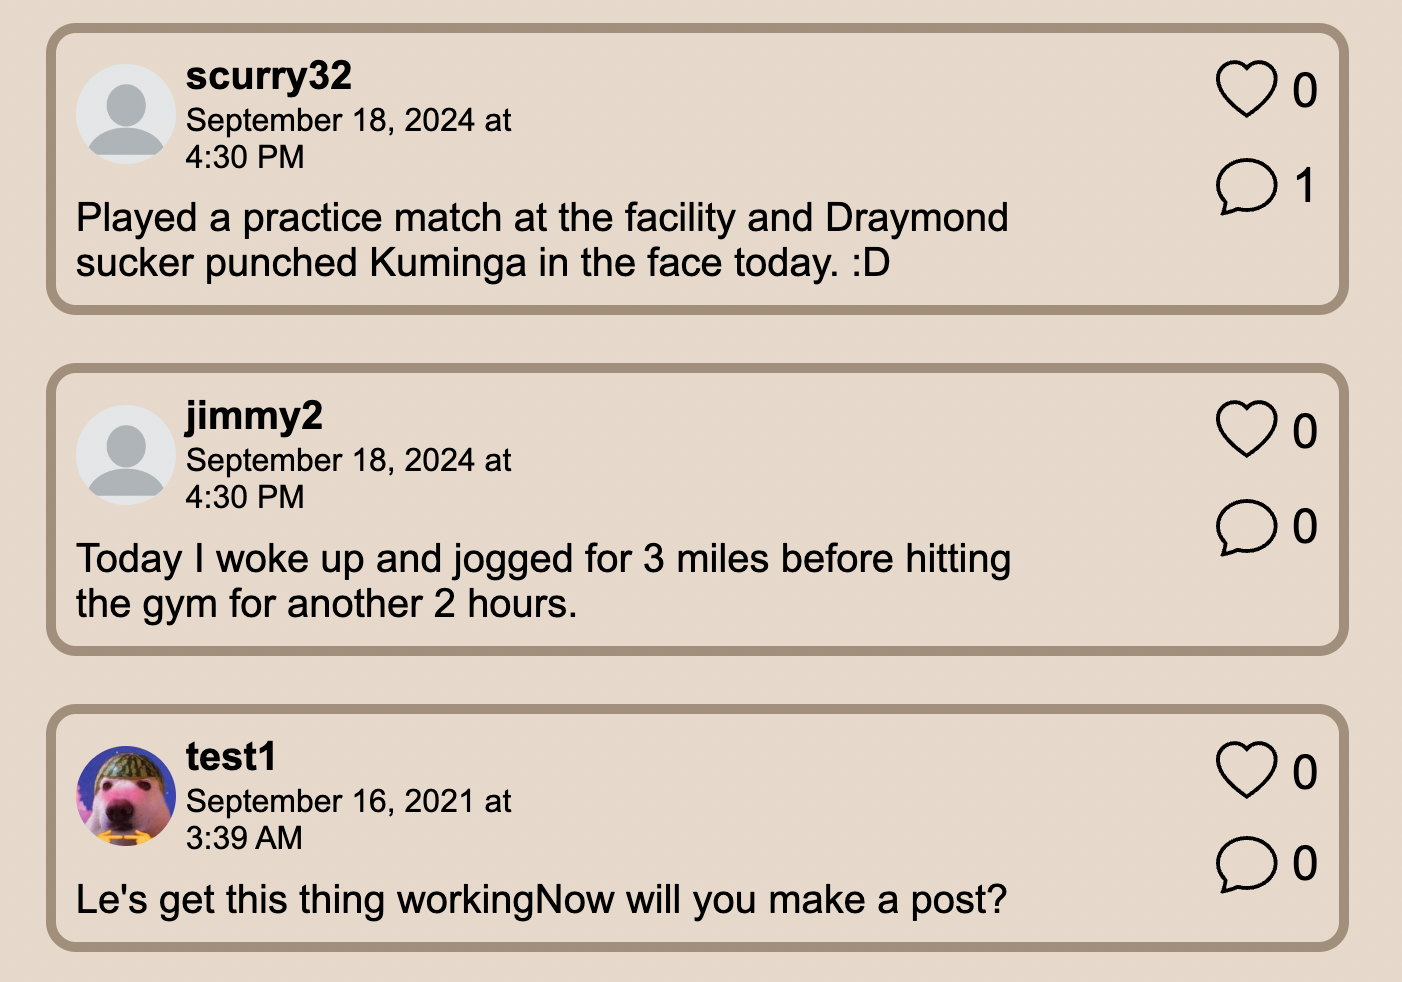 scurry32
September 18, 2024 at
4:30 PM
0
1
Played a practice match at the facility and Draymond
sucker punched Kuminga in the face today. :D
jimmy2
September 18, 2024 at
4:30 PM
0
0
Today I woke up and jogged for 3 miles before hitting
the gym for another 2 hours.
test1
September 16, 2021 at
3:39 AM
0
0
Le's get this thing workingNow will you make a post?